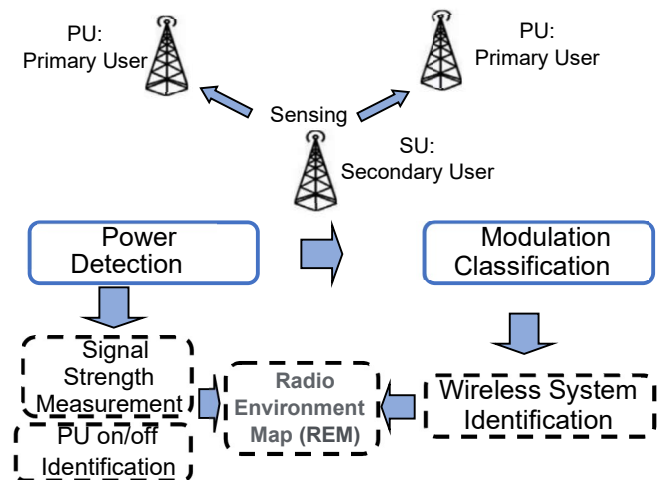 PU:
Primary User
PU:
Primary User
Sensing
SU:
Secondary User
Power
Detection
Modulation
Classification
Signal
Strength
Measurement
PU on/off
Identification
Radio
Environment
Map (REM)
Wireless System
Identification